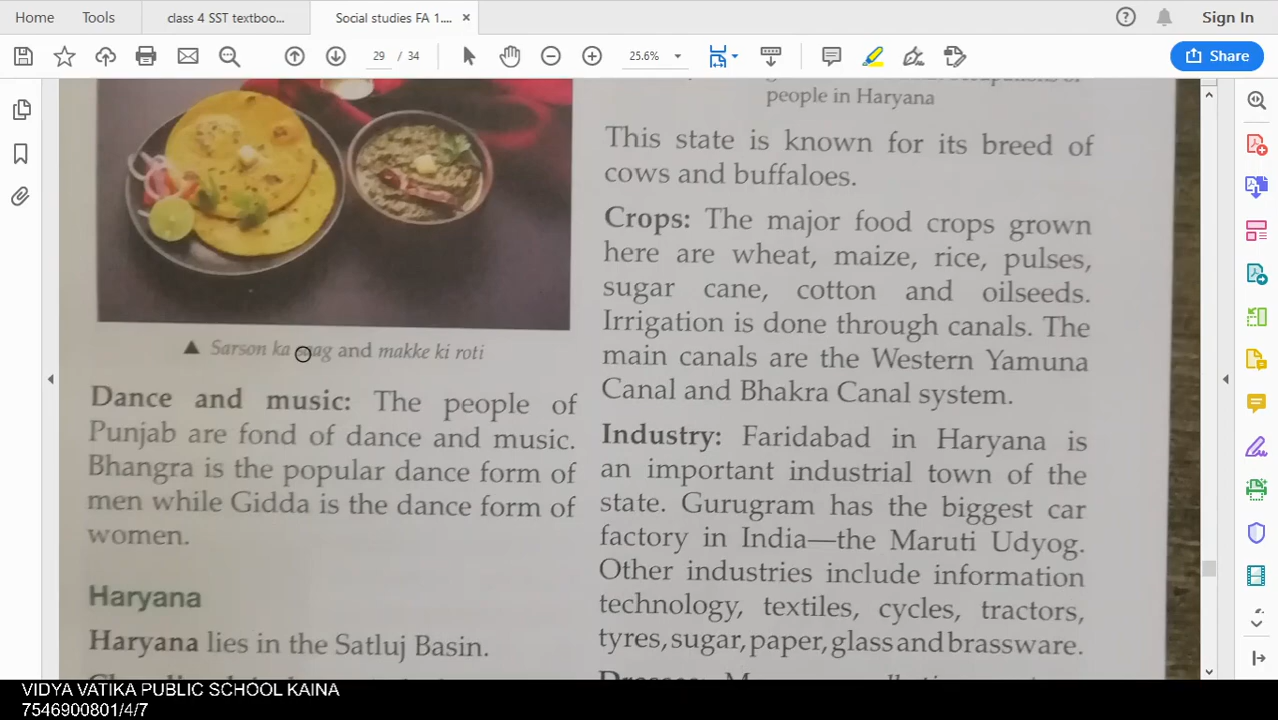 Home
Tools
class 4 SST textboo...
Social studies FA 1....
Sign In
29 / 34
25.6%
Share
people in Haryana
▲ Sarson ka saag and makke ki roti
Dance and music: The people of
Punjab are fond of dance and music.
Bhangra is the popular dance form of
men while Gidda is the dance form of
women.
Haryana
Haryana lies in the Satluj Basin.
This state is known for its breed of
cows and buffaloes.
Crops: The major food crops grown
here are wheat, maize, rice, pulses,
sugar cane, cotton and oilseeds.
Irrigation is done through canals. The
main canals are the Western Yamuna
Canal and Bhakra Canal system.
Industry: Faridabad in Haryana is
an important industrial town of the
state. Gurugram has the biggest car
factory in India—the Maruti Udyog.
Other industries include information
technology, textiles, cycles, tractors,
tyres, sugar, paper, glass and brassware.
VIDYA VATIKA PUBLIC SCHOOL KAINA
7546900801/4/7